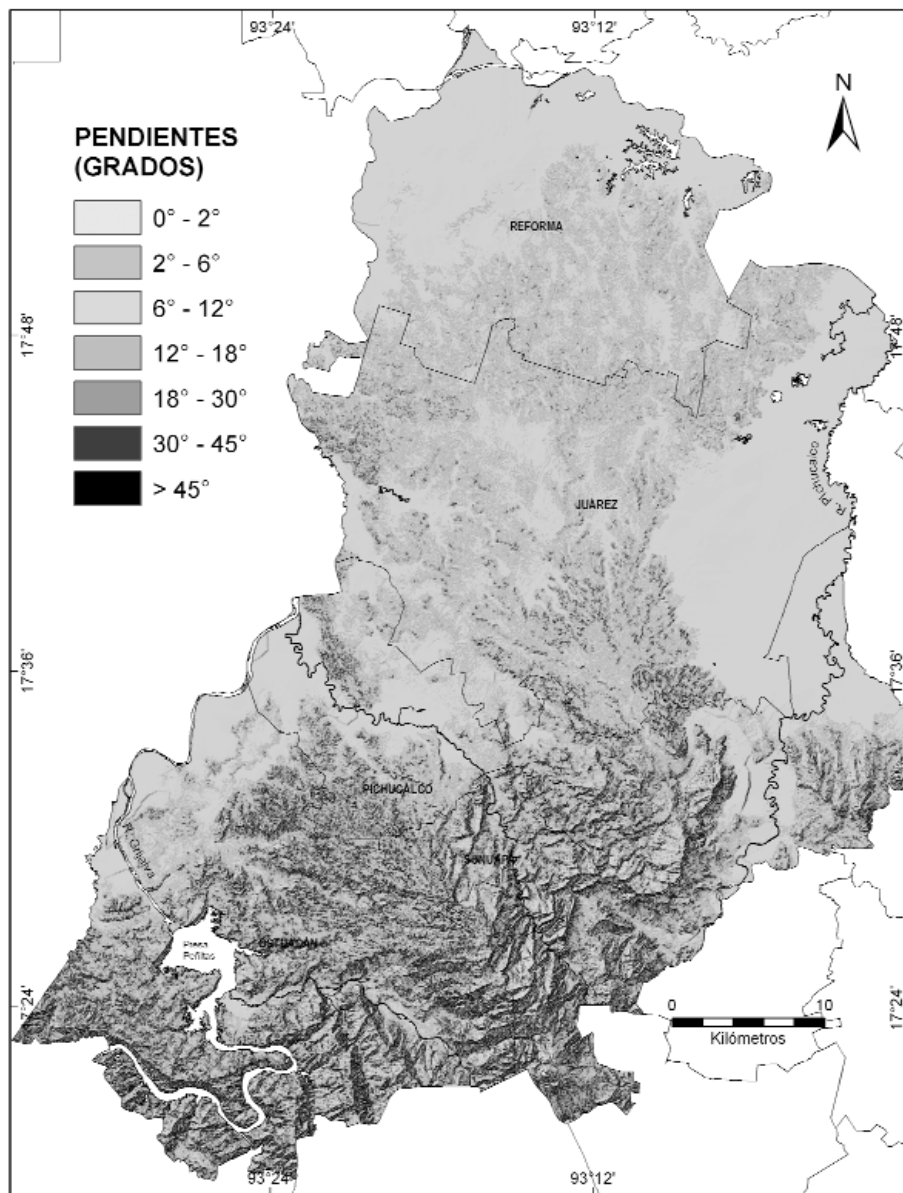 93°24'
93°12'
N
PENDIENTES
(GRADOS)
0° - 2°
2° - 6°
6° - 12°
12° - 18°
18° - 30°
30° - 45°
> 45°
REFORMA
17°48'
17°48'
R. Pichucalco
JUÁREZ
17°36'
17°36'
PICHUCALCO
R. Grijalva
SUNUAPA
OSTUACÁN
Presa
Peñitas
17°24'
17°24'
0
10
Kilómetros
93°24'
93°12'